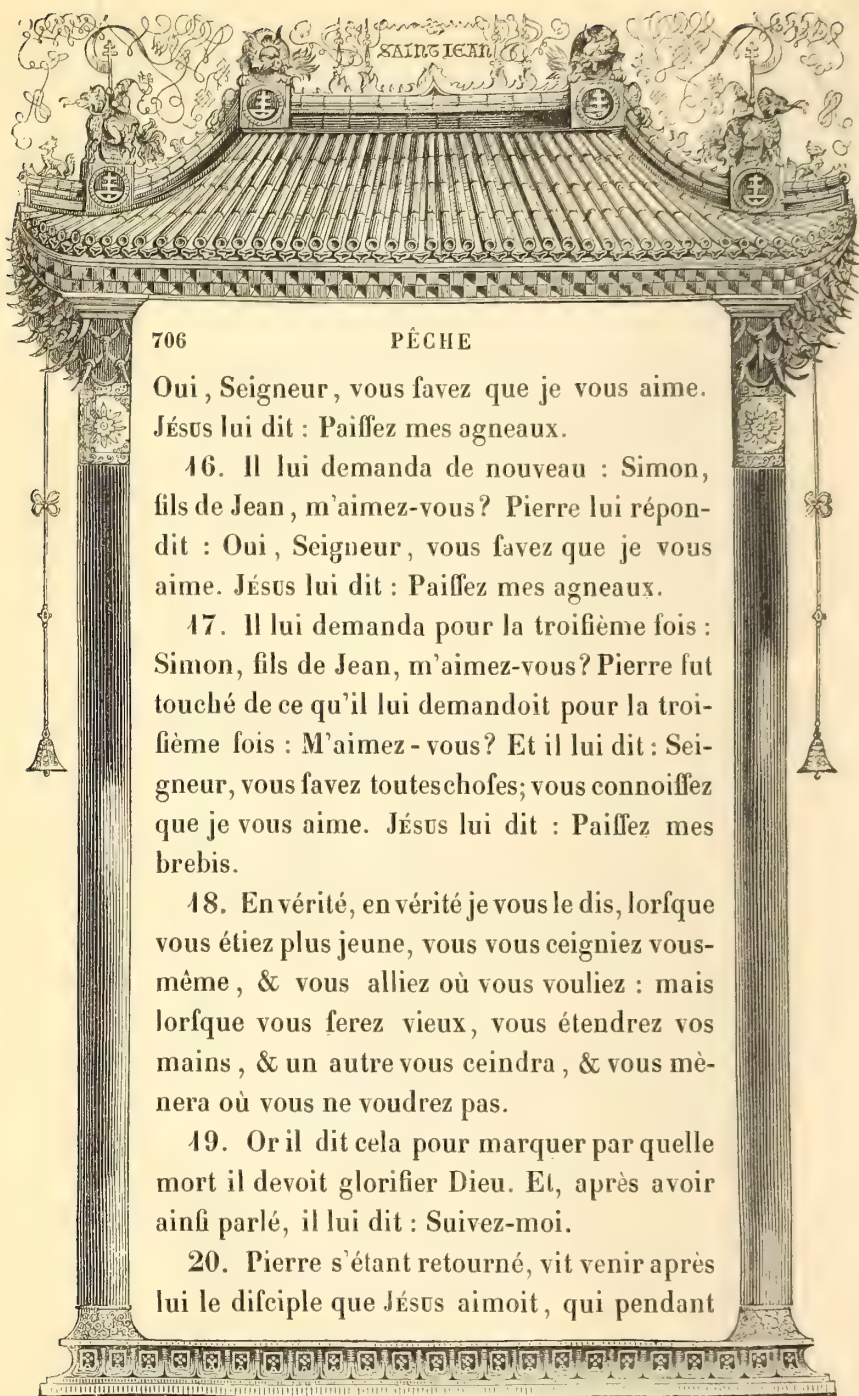 SAINT IEAN
706 PÊCHE
Oui, Seigneur, vous ſavez que je vous aime.
JÉSUS lui dit : Paiſſez mes agneaux.
16. Il lui demanda de nouveau : Simon,
fils de Jean, m'aimez-vous? Pierre lui répon-
dit : Oui, Seigneur, vous ſavez que je vous
aime. JÉSUS lui dit : Paiſſez mes agneaux.
17. Il lui demanda pour la troiſième fois :
Simon, fils de Jean, m'aimez-vous? Pierre fut
touché de ce qu'il lui demandoit pour la troi-
ſième fois : M'aimez-vous? Et il lui dit : Sei-
gneur, vous ſavez toutes choſes; vous connoiſſez
que je vous aime. JÉSUS lui dit : Paiſſez mes
brebis.
18. En vérité, en vérité je vous le dis, lorſque
vous étiez plus jeune, vous vous ceigniez vous-
même, & vous alliez où vous vouliez : mais
lorſque vous ſerez vieux, vous étendrez vos
mains, & un autre vous ceindra, & vous mè-
nera où vous ne voudrez pas.
19. Or il dit cela pour marquer par quelle
mort il devoit glorifier Dieu. Et, après avoir
ainſi parlé, il lui dit : Suivez-moi.
20. Pierre s'étant retourné, vit venir après
lui le diſciple que JÉSUS aimoit, qui pendant